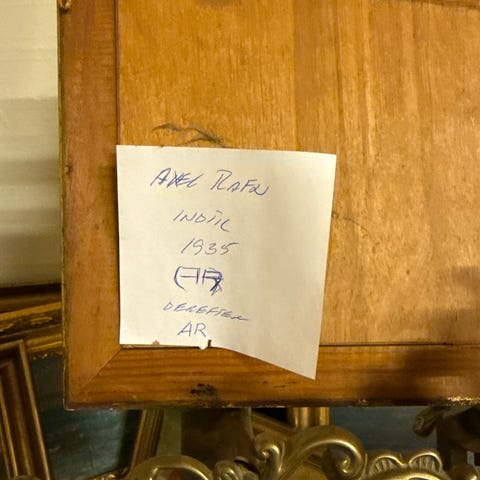 AXEL RAFN
INDTIL
1935
(AR)
DEREFTER
AR